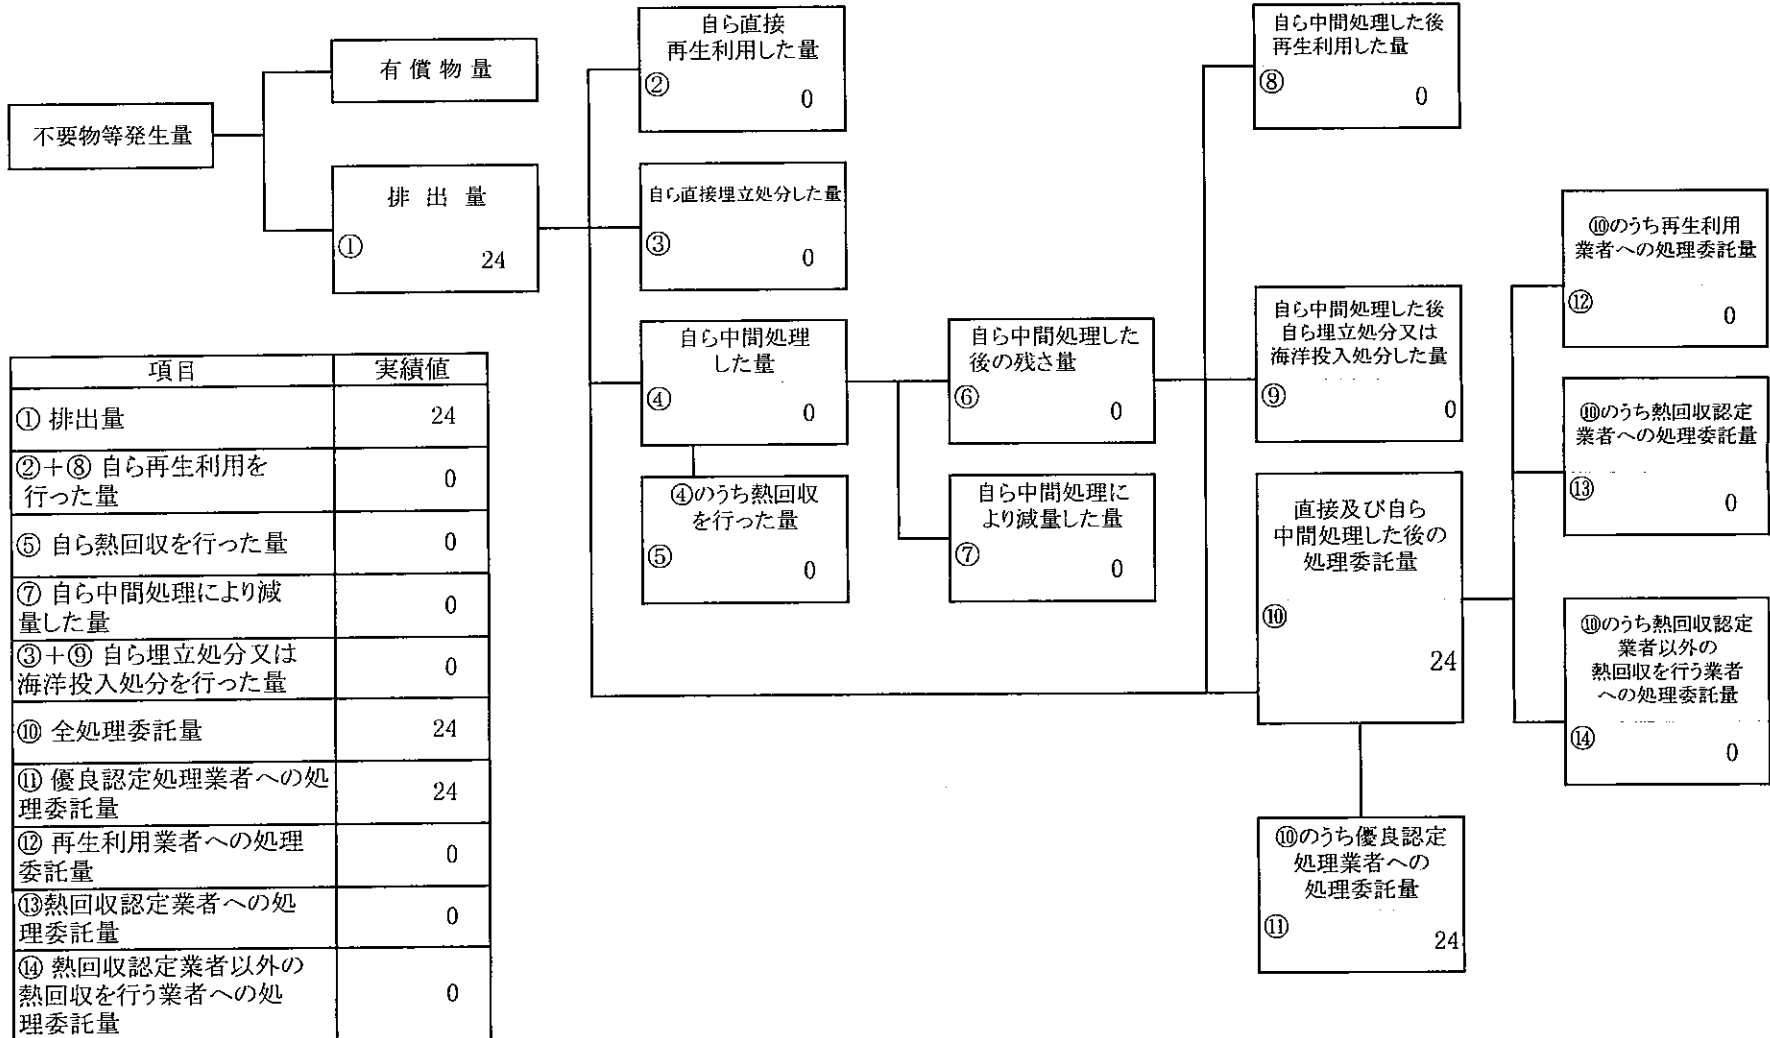 不要物等発生量
有償物量
排出量
①
24
自ら直接
再生利用した量
②
0
自ら直接埋立処分した量
③
0
自ら中間処理
した量
④
0
④のうち熱回収
を行った量
⑤
0
自ら中間処理した
後の残さ量
⑥
0
自ら中間処理に
より減量した量
⑦
0
自ら中間処理した後
再生利用した量
⑧
0
自ら中間処理した後
自ら埋立処分又は
海洋投入処分した量
⑨
0
直接及び自ら
中間処理した後の
処理委託量
⑩
24
⑩のうち優良認定
処理業者への
処理委託量
⑪
24
⑩のうち再生利用
業者への処理委託量
⑫
0
⑩のうち熱回収認定
業者への処理委託量
⑬
0
⑩のうち熱回収認定
業者以外の
熱回収を行う業者
への処理委託量
⑭
0
項目 実績値
① 排出量 24
②+⑧ 自ら再生利用を
行った量 0
⑤ 自ら熱回収を行った量 0
⑦ 自ら中間処理により減
量した量 0
③+⑨ 自ら埋立処分又は
海洋投入処分を行った量 0
⑩ 全処理委託量 24
⑪ 優良認定処理業者への処
理委託量 24
⑫ 再生利用業者への処理
委託量 0
⑬熱回収認定業者への処
理委託量 0
⑭ 熱回収認定業者以外の
熱回収を行う業者への処
理委託量 0